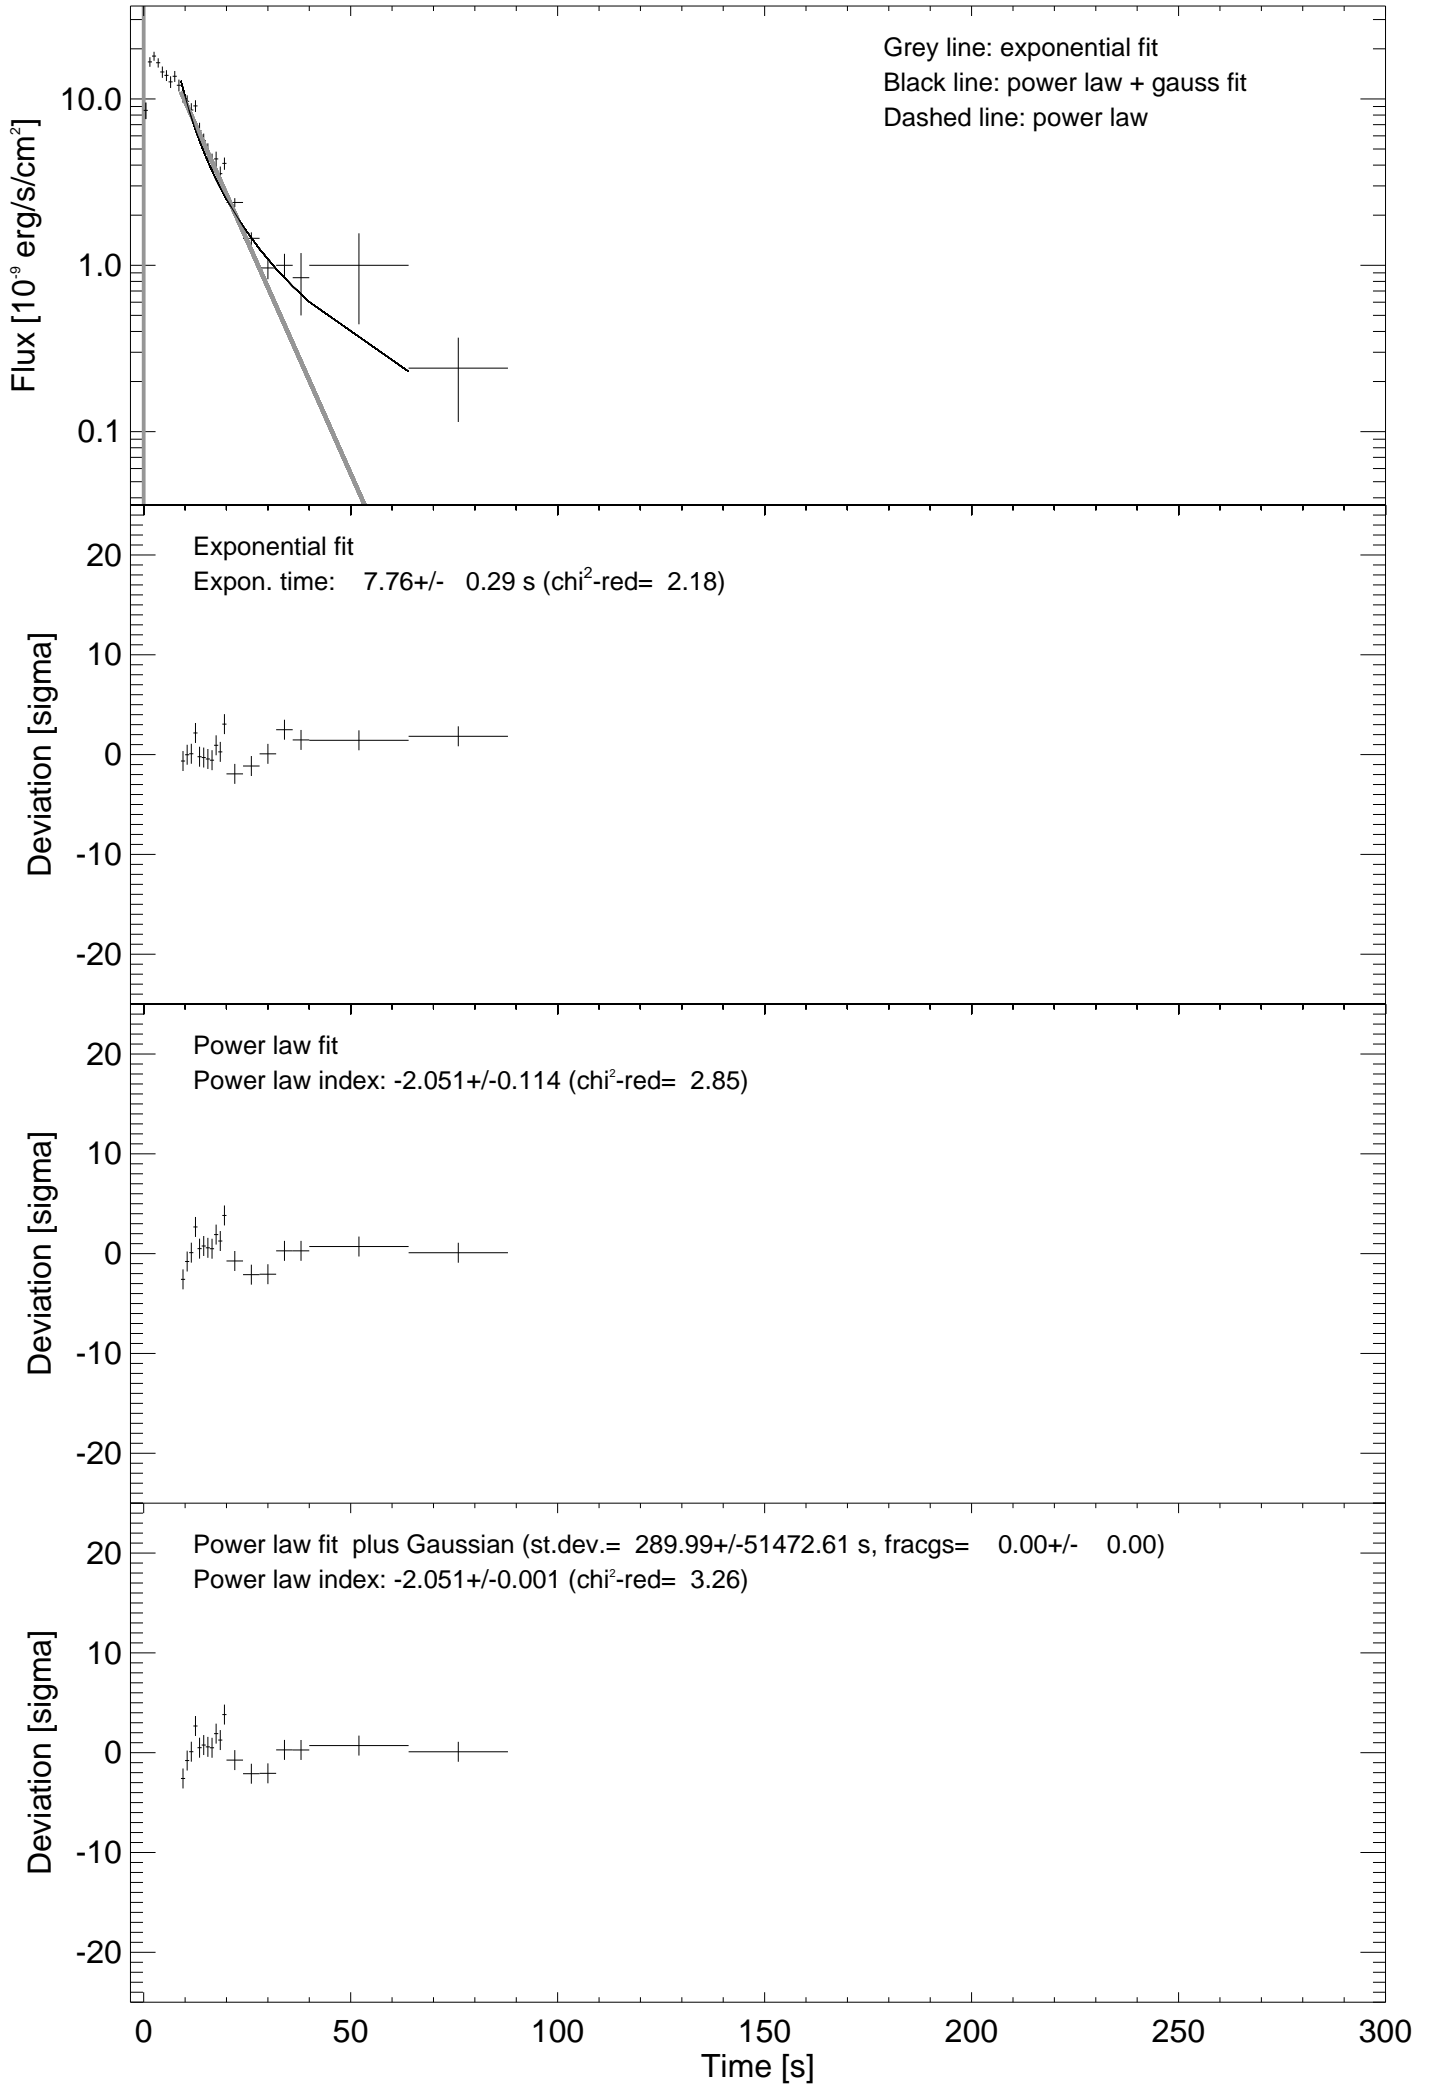 Grey line: exponential fit
Black line: power law + gauss fit
Dashed line: power law
10.0
1.0
0.1
Flux [10⁻⁹ erg/s/cm²]
Exponential fit
Expon. time: 7.76+/- 0.29 s (chi²-red= 2.18)
20
10
0
-10
-20
Deviation [sigma]
Power law fit
Power law index: -2.051+/-0.114 (chi²-red= 2.85)
20
10
0
-10
-20
Deviation [sigma]
Power law fit plus Gaussian (st.dev.= 289.99+/-51472.61 s, fracgs= 0.00+/- 0.00)
Power law index: -2.051+/-0.001 (chi²-red= 3.26)
20
10
0
-10
-20
Deviation [sigma]
0 50 100 150 200 250 300
Time [s]